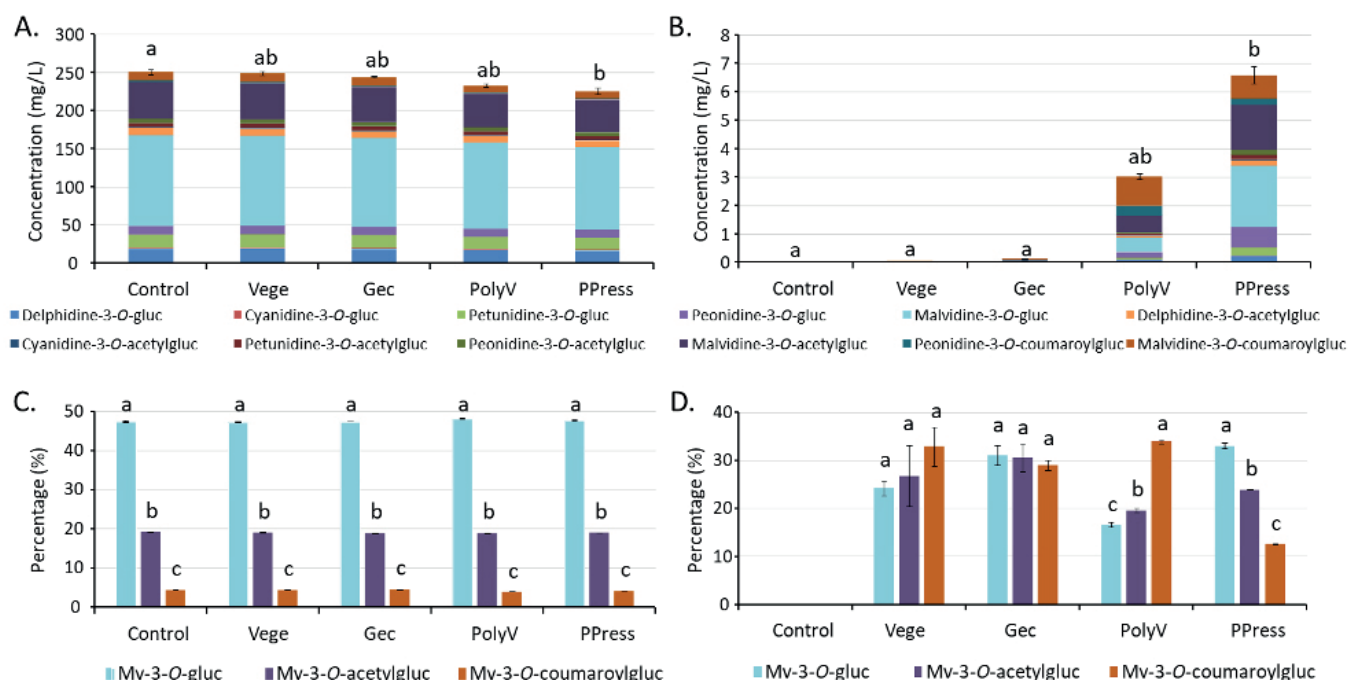 A.
Concentration (mg/L)
300
250
200
150
100
50
0
a
ab
ab
ab
b
Control
Vege
Gec
PolyV
PPress
B.
Concentration (mg/L)
8
7
6
5
4
3
2
1
0
a
a
a
ab
b
Control
Vege
Gec
PolyV
PPress
Delphidine-3-O-gluc
Cyanidine-3-O-gluc
Petunidine-3-O-gluc
Peonidine-3-O-gluc
Malvidine-3-O-gluc
Delphidine-3-O-acetylgluc
Cyanidine-3-O-acetylgluc
Petunidine-3-O-acetylgluc
Peonidine-3-O-acetylgluc
Malvidine-3-O-acetylgluc
Peonidine-3-O-coumaroylgluc
Malvidine-3-O-coumaroylgluc
C.
Percentage (%)
50
40
30
20
10
0
a
b
c
a
b
c
a
b
c
a
b
c
a
b
c
Control
Vege
Gec
PolyV
PPress
Mv-3-O-gluc
Mv-3-O-acetylgluc
Mv-3-O-coumaroylgluc
D.
Percentage (%)
40
30
20
10
0
a
a
a
a
a
a
c
b
a
a
b
c
Control
Vege
Gec
PolyV
PPress
Mv-3-O-gluc
Mv-3-O-acetylgluc
Mv-3-O-coumaroylgluc